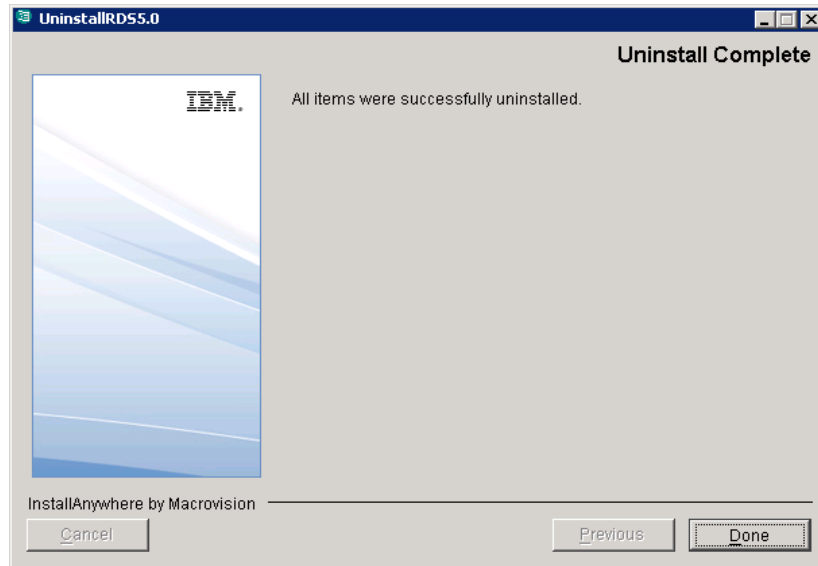 UninstallRDS5.0
Uninstall Complete
IBM.
All items were successfully uninstalled.
InstallAnywhere by Macrovision
Cancel
Previous
Done